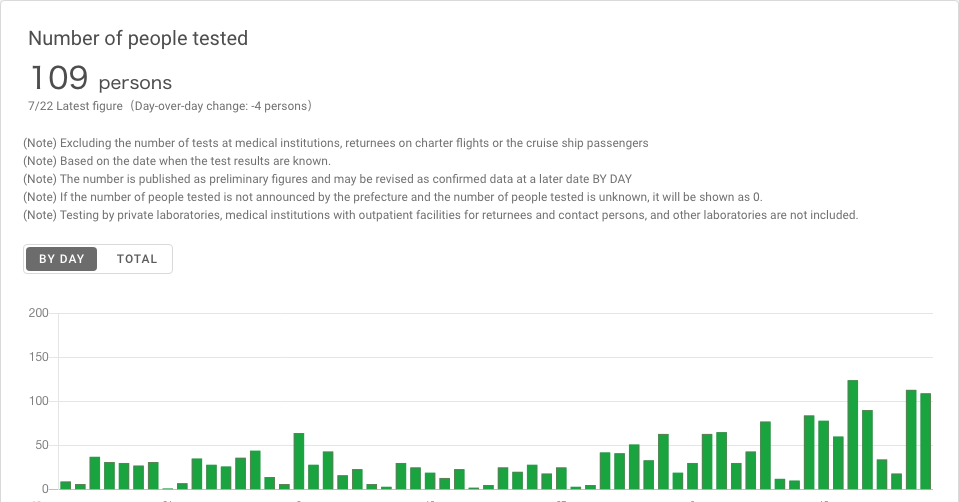 Number of people tested
109 persons
7/22 Latest figure（Day-over-day change: -4 persons）
(Note) Excluding the number of tests at medical institutions, returnees on charter flights or the cruise ship passengers
(Note) Based on the date when the test results are known.
(Note) The number is published as preliminary figures and may be revised as confirmed data at a later date BY DAY
(Note) If the number of people tested is not announced by the prefecture and the number of people tested is unknown, it will be shown as 0.
(Note) Testing by private laboratories, medical institutions with outpatient facilities for returnees and contact persons, and other laboratories are not included.
BY DAY TOTAL
200
150
100
50
0